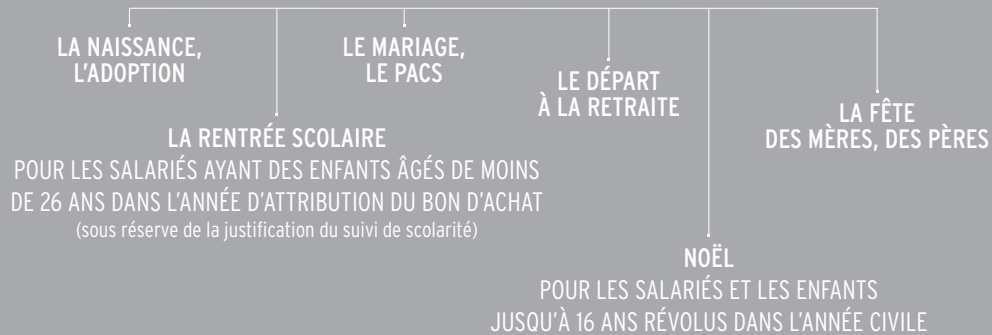 LA NAISSANCE,
L'ADOPTION
LA RENTRÉE SCOLAIRE
POUR LES SALARIÉS AYANT DES ENFANTS ÂGÉS DE MOINS
DE 26 ANS DANS L'ANNÉE D'ATTRIBUTION DU BON D'ACHAT
(sous réserve de la justification du suivi de scolarité)
LE MARIAGE,
LE PACS
LE DÉPART
À LA RETRAITE
NOËL
POUR LES SALARIÉS ET LES ENFANTS
JUSQU'À 16 ANS RÉVOLUS DANS L'ANNÉE CIVILE
LA FÊTE
DES MÈRES, DES PÈRES